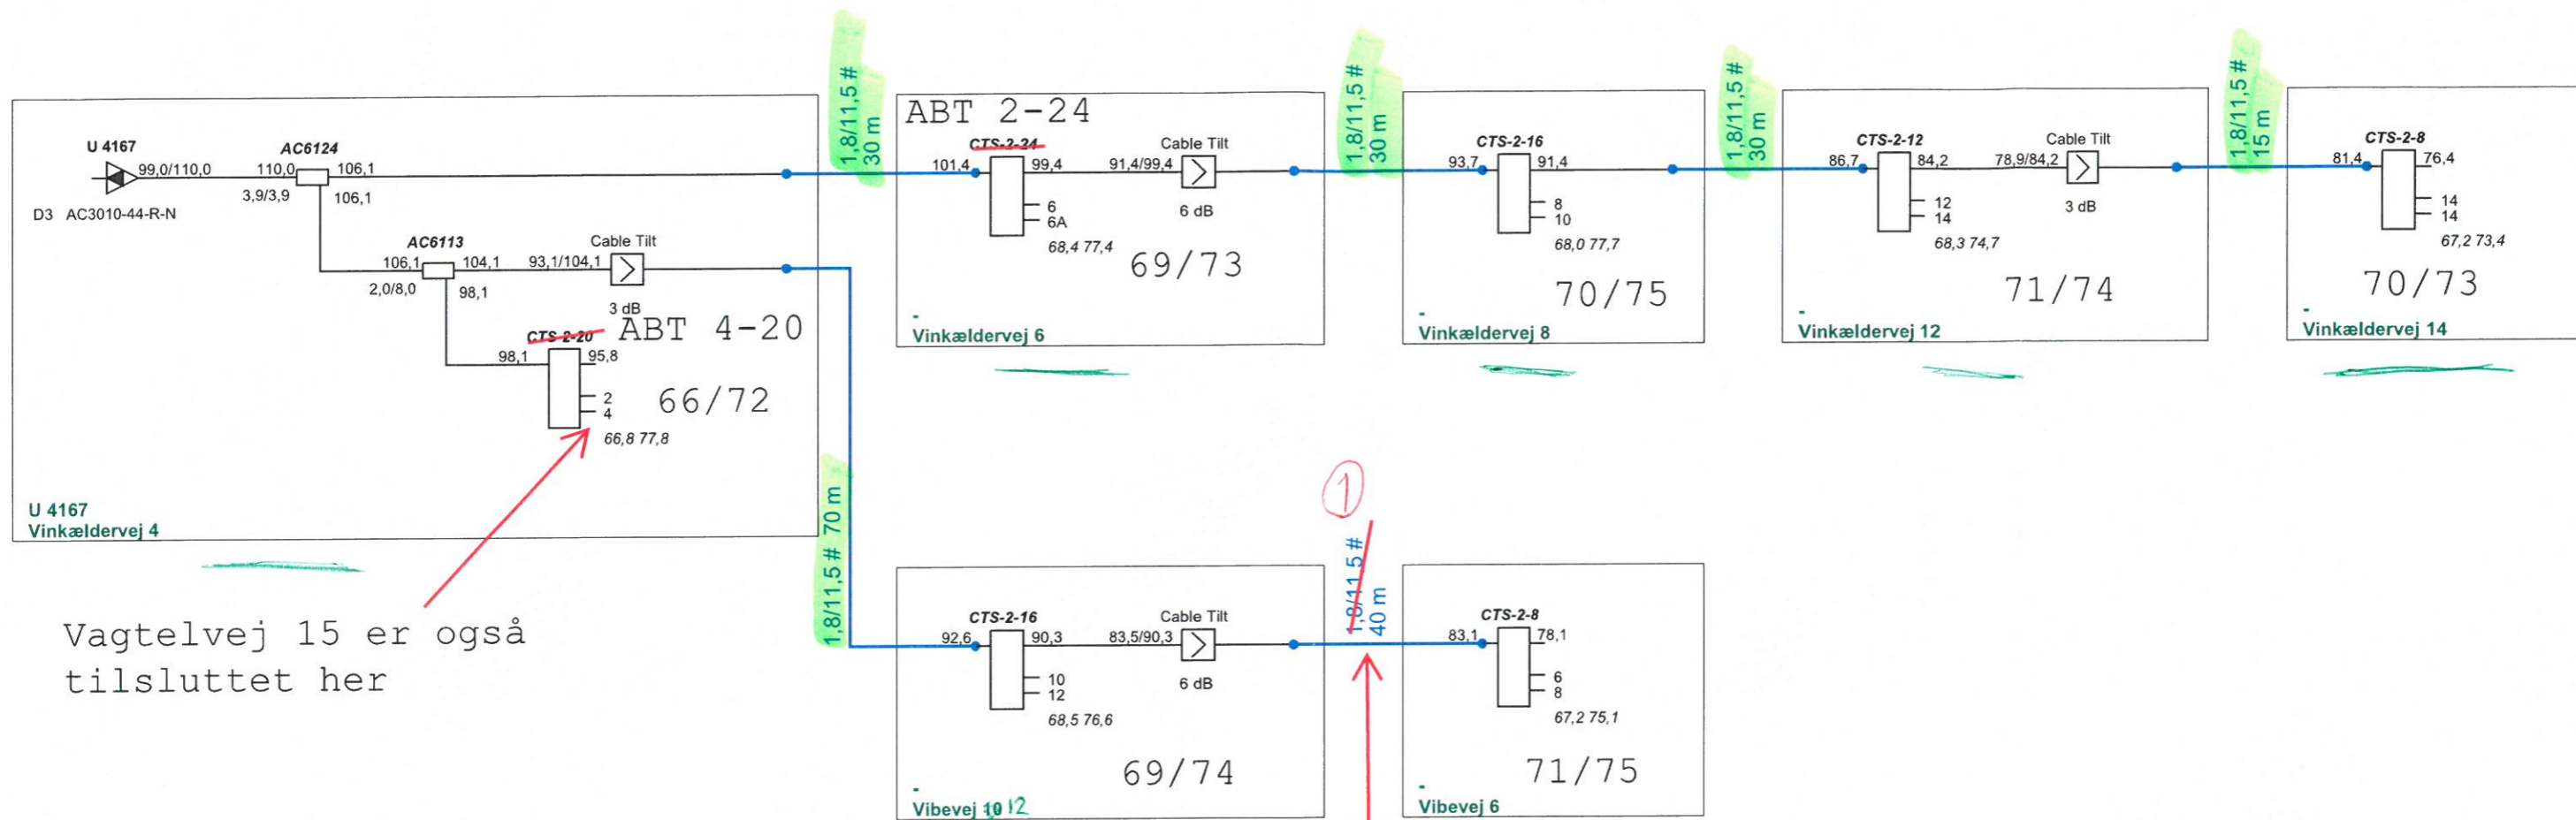 U 4167
99,0/110,0
D3 AC3010-44-R-N
AC6124
110,0
106,1
3,9/3,9
106,1
AC6113
106,1
104,1
2,0/8,0
98,1
93,1/104,1
Cable Tilt
3 dB
CTS-2-20
ABT 4-20
98,1
95,8
2
4
66,8 77,8
66/72
U 4167
Vinkældervej 4
Vagtelvej 15 er også
tilsluttet her
1,8/11,5 #
30 m
ABT 2-24
CTS-2-24
101,4
99,4
6
6A
68,4 77,4
91,4/99,4
Cable Tilt
6 dB
69/73
-
Vinkældervej 6
1,8/11,5 #
30 m
CTS-2-16
93,7
91,4
8
10
68,0 77,7
70/75
-
Vinkældervej 8
1,8/11,5 #
30 m
CTS-2-12
86,7
84,2
12
14
68,3 74,7
78,9/84,2
Cable Tilt
3 dB
71/74
-
Vinkældervej 12
1,8/11,5 #
15 m
CTS-2-8
81,4
76,4
14
14
67,2 73,4
70/73
-
Vinkældervej 14
1,8/11,5 # 70 m
CTS-2-16
92,6
90,3
10
12
68,5 76,6
83,5/90,3
Cable Tilt
6 dB
69/74
-
Vibevej 10 12
1
1,8/11,5 #
40 m
CTS-2-8
83,1
78,1
6
8
67,2 75,1
71/75
-
Vibevej 6